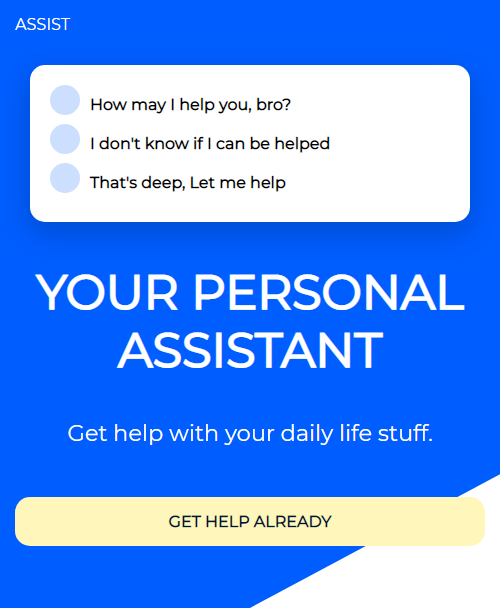 ASSIST
How may I help you, bro?
I don't know if I can be helped
That's deep, Let me help
YOUR PERSONAL
ASSISTANT
Get help with your daily life stuff.
GET HELP ALREADY